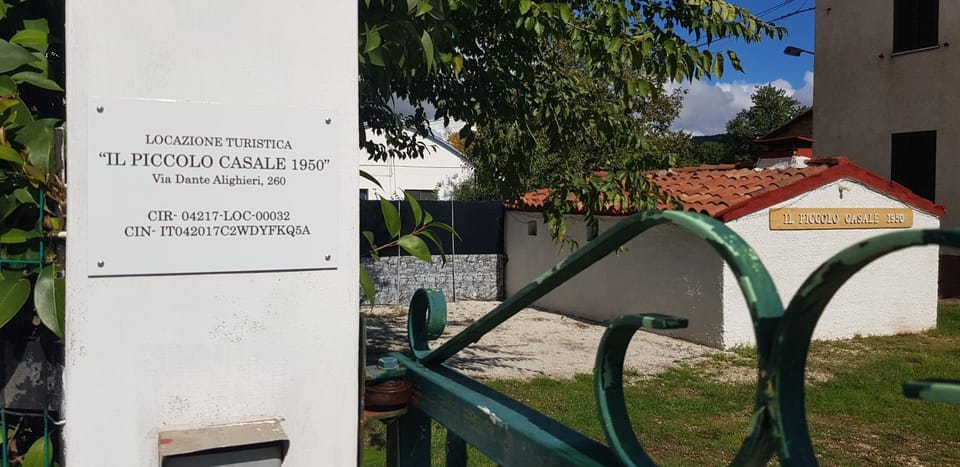 LOCAZIONE TURISTICA
"IL PICCOLO CASALE 1950"
Via Dante Alighieri, 260
CIR- 04217-LOC-00032
CIN- IT042017C2WDYFKQ5A
IL PICCOLO CASALE 1950